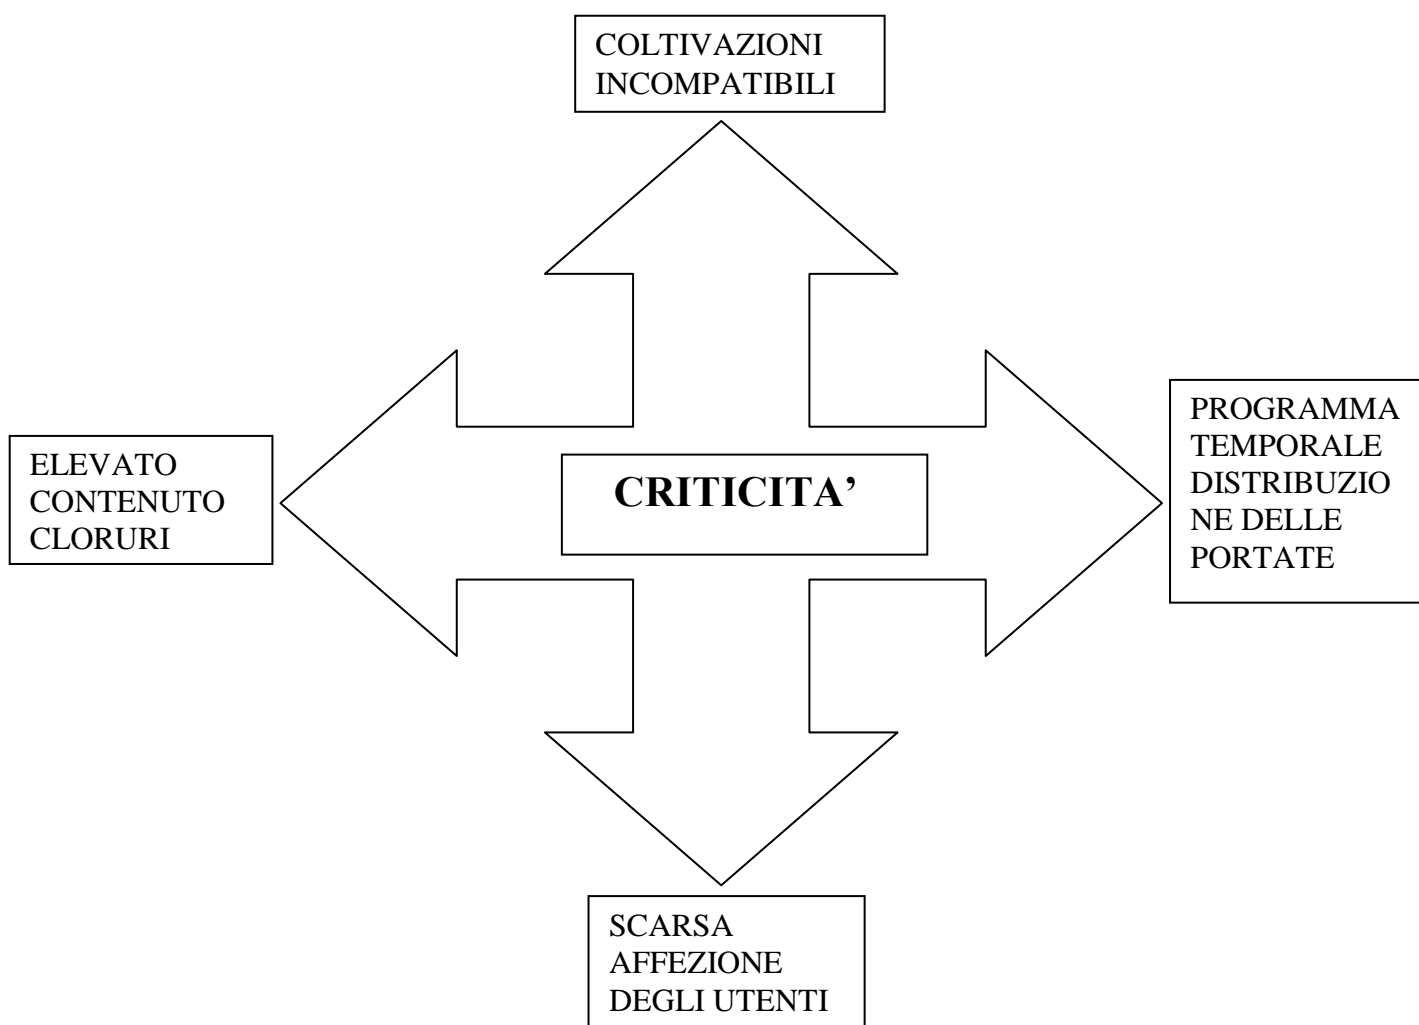 COLTIVAZIONI
INCOMPATIBILI
ELEVATO
CONTENUTO
CLORURI
CRITICITA’
PROGRAMMA
TEMPORALE
DISTRIBUZIO
NE DELLE
PORTATE
SCARSA
AFFEZIONE
DEGLI UTENTI